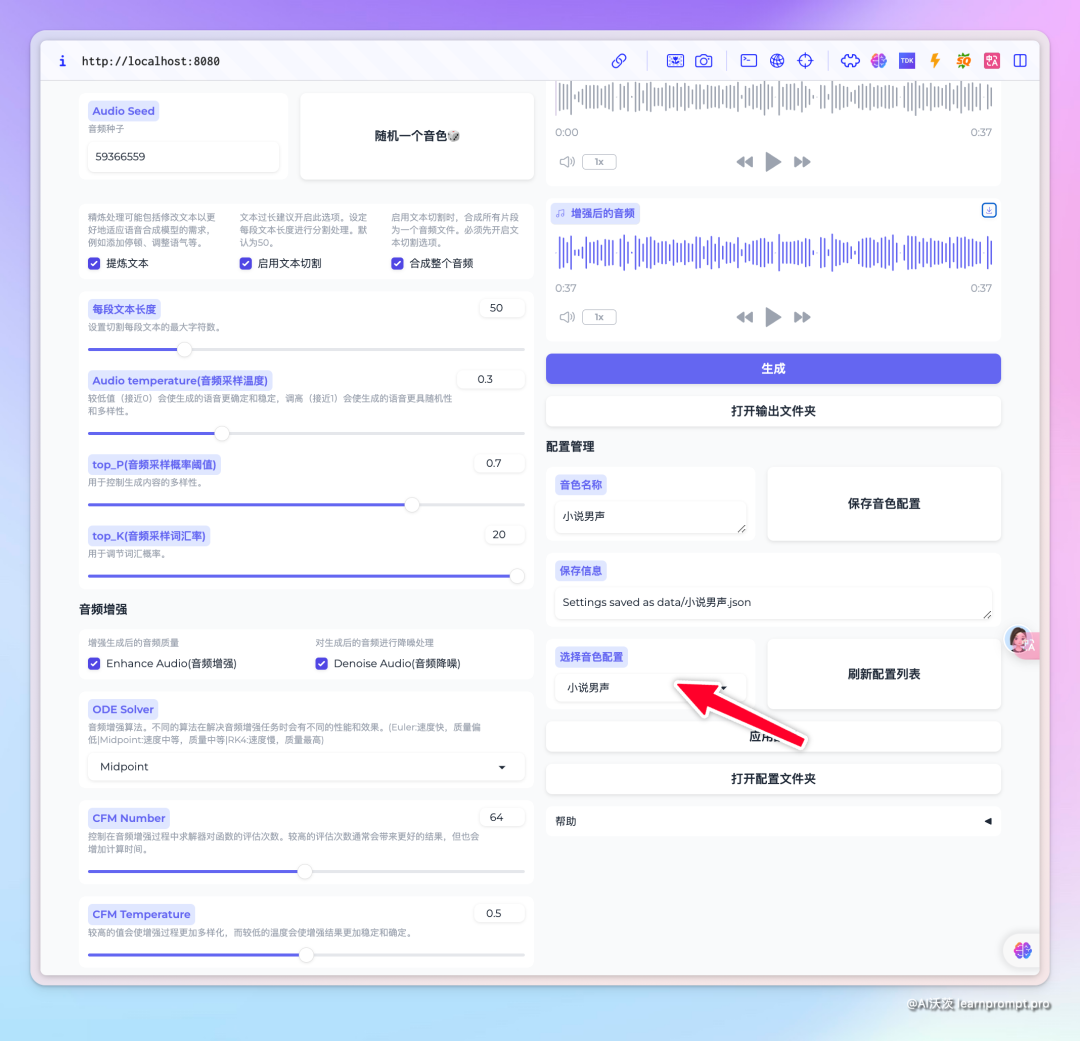 http://localhost:8080
TDK
Audio Seed
音频种子
59366559
随机一个音色🎲
精炼处理可能包括修改文本以更
好地适应语音合成模型的需求,
例如添加停顿、调整语气等。
提炼文本
文本过长建议开启此选项。设定
每段文本长度进行分割处理。默
认为50。
启用文本切割
启用文本切割时，合成所有片段
为一个音频文件。必须先开启文
本切割选项。
合成整个音频
每段文本长度
50
设置切割每段文本的最大字符数。
Audio temperature(音频采样温度)
0.3
较低值（接近0）会使生成的语音更确定和稳定，调高（接近1）会使生成的语音更具随机性
和多样性。
top_P(音频采样概率阈值)
0.7
用于控制生成内容的多样性。
top_K(音频采样词汇率)
20
用于调节词汇概率。
音频增强
增强生成后的音频质量
Enhance Audio(音频增强)
对生成后的音频进行降噪处理
Denoise Audio(音频降噪)
ODE Solver
音频增强算法。不同的算法在解决音频增强任务时会有不同的性能和效果。(Euler:速度快，质量偏
低|Midpoint:速度中等，质量中等|RK4:速度慢，质量最高)
Midpoint
CFM Number
64
控制在音频增强过程中求解器对函数的评估次数。较高的评估次数通常会带来更好的结果，但也会
增加计算时间。
CFM Temperature
0.5
较高的值会使增强过程更加多样化，而较低的温度会使增强结果更加稳定和确定。
0:00
0:37
1x
增强后的音频
0:37
0:37
1x
生成
打开输出文件夹
配置管理
音色名称
小说男声
保存音色配置
保存信息
Settings saved as data/小说男声.json
选择音色配置
小说男声
刷新配置列表
应用
打开配置文件夹
帮助
@AI沃茨 learnprompt.pro